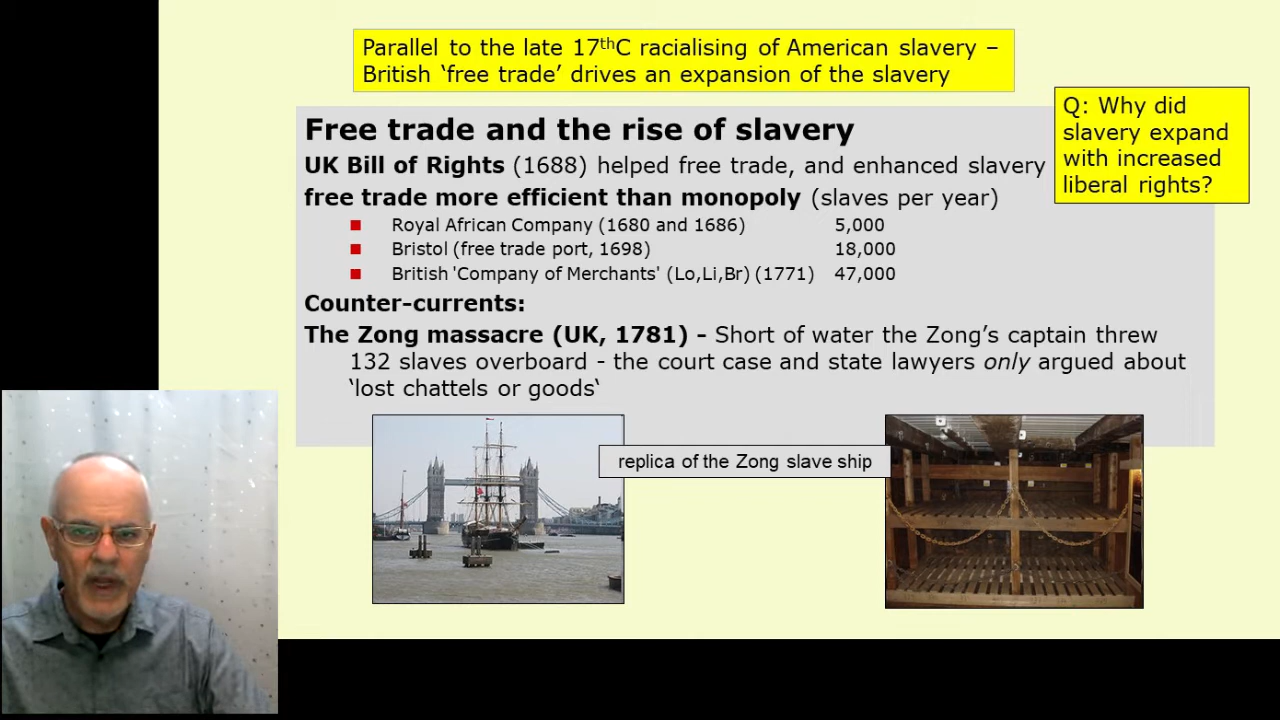 Parallel to the late 17thC racialising of American slavery –
British ‘free trade’ drives an expansion of the slavery
Q: Why did
slavery expand
with increased
liberal rights?
Free trade and the rise of slavery
UK Bill of Rights (1688) helped free trade, and enhanced slavery
free trade more efficient than monopoly (slaves per year)
Royal African Company (1680 and 1686) 5,000
Bristol (free trade port, 1698) 18,000
British 'Company of Merchants' (Lo,Li,Br) (1771) 47,000
Counter-currents:
The Zong massacre (UK, 1781) – Short of water the Zong’s captain threw
132 slaves overboard - the court case and state lawyers only argued about
‘lost chattels or goods‘
replica of the Zong slave ship